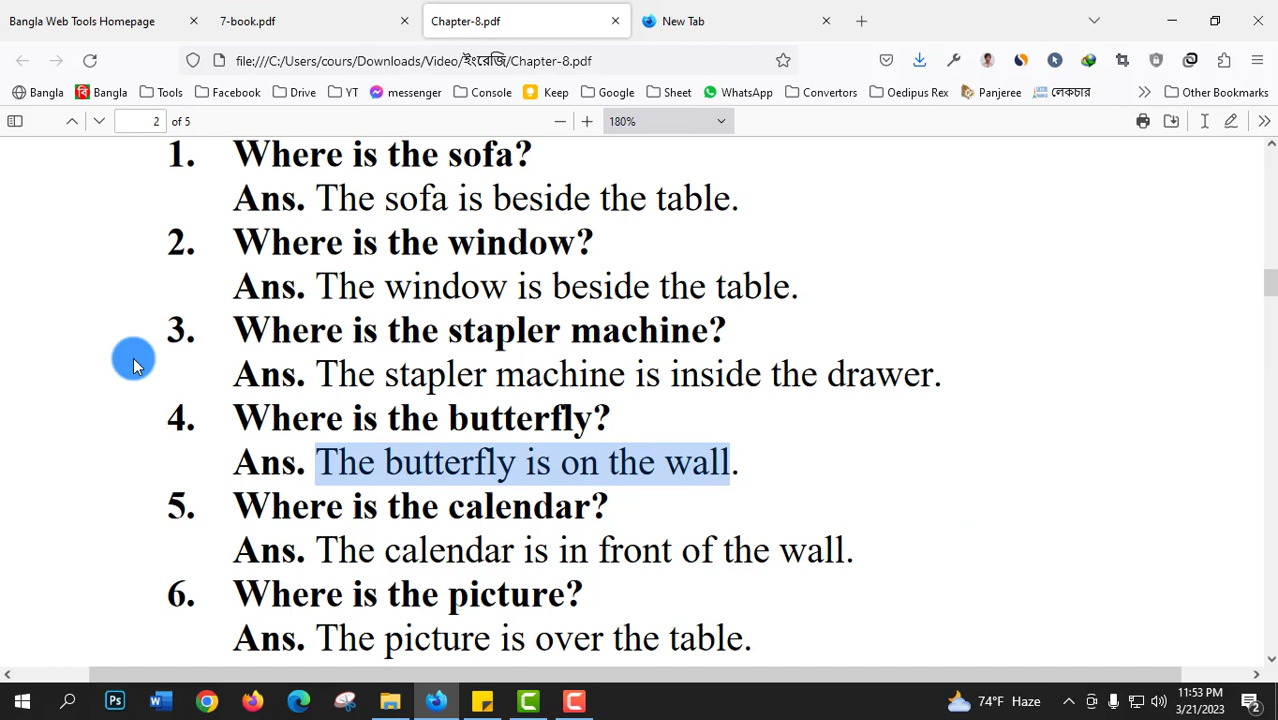 Bangla Web Tools Homepage × 7-book.pdf × Chapter-8.pdf × New Tab × +
file:///C:/Users/cours/Downloads/Video/ইংরেজি/Chapter-8.pdf
Bangla বি Bangla Tools Facebook Drive YT messenger Console Keep Google Sheet WhatsApp Convertors Oedipus Rex Panjeree লেকচার Other Bookmarks
2 of 5 180%
1. Where is the sofa?
Ans. The sofa is beside the table.
2. Where is the window?
Ans. The window is beside the table.
3. Where is the stapler machine?
Ans. The stapler machine is inside the drawer.
4. Where is the butterfly?
Ans. The butterfly is on the wall.
5. Where is the calendar?
Ans. The calendar is in front of the wall.
6. Where is the picture?
Ans. The picture is over the table.
Ps W C C 74°F Haze 11:53 PM
3/21/2023 2